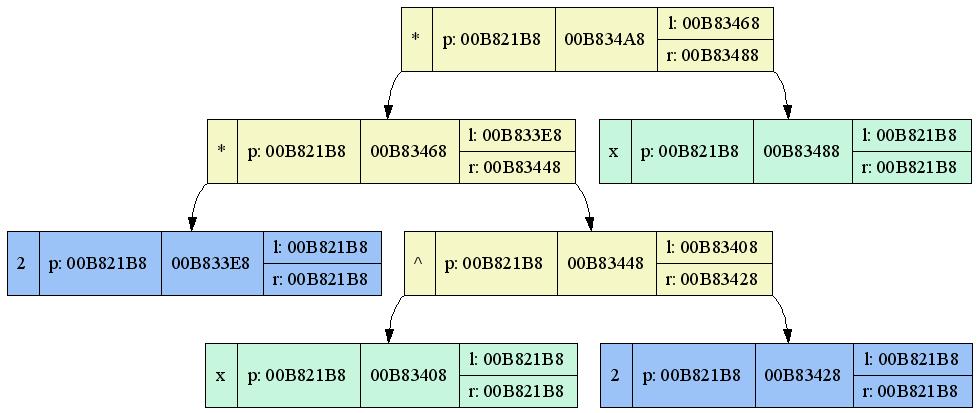 * p: 00B821B8 00B834A8 l: 00B83468
r: 00B83488
* p: 00B821B8 00B83468 l: 00B833E8
r: 00B83448
x p: 00B821B8 00B83488 l: 00B821B8
r: 00B821B8
2 p: 00B821B8 00B833E8 l: 00B821B8
r: 00B821B8
^ p: 00B821B8 00B83448 l: 00B83408
r: 00B83428
x p: 00B821B8 00B83408 l: 00B821B8
r: 00B821B8
2 p: 00B821B8 00B83428 l: 00B821B8
r: 00B821B8